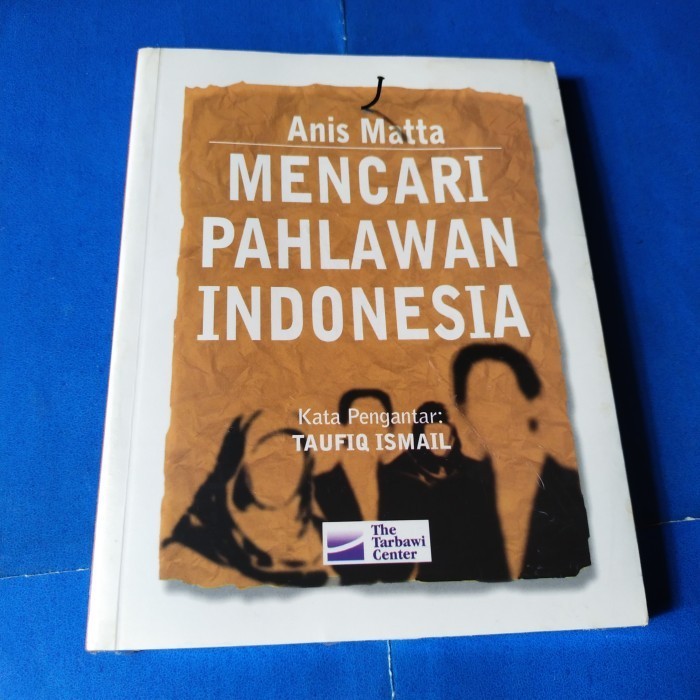 Anis Matta
MENCARI
PAHLAWAN
INDONESIA
Kata Pengantar:
TAUFIQ ISMAIL
The
Tarbawi
Center